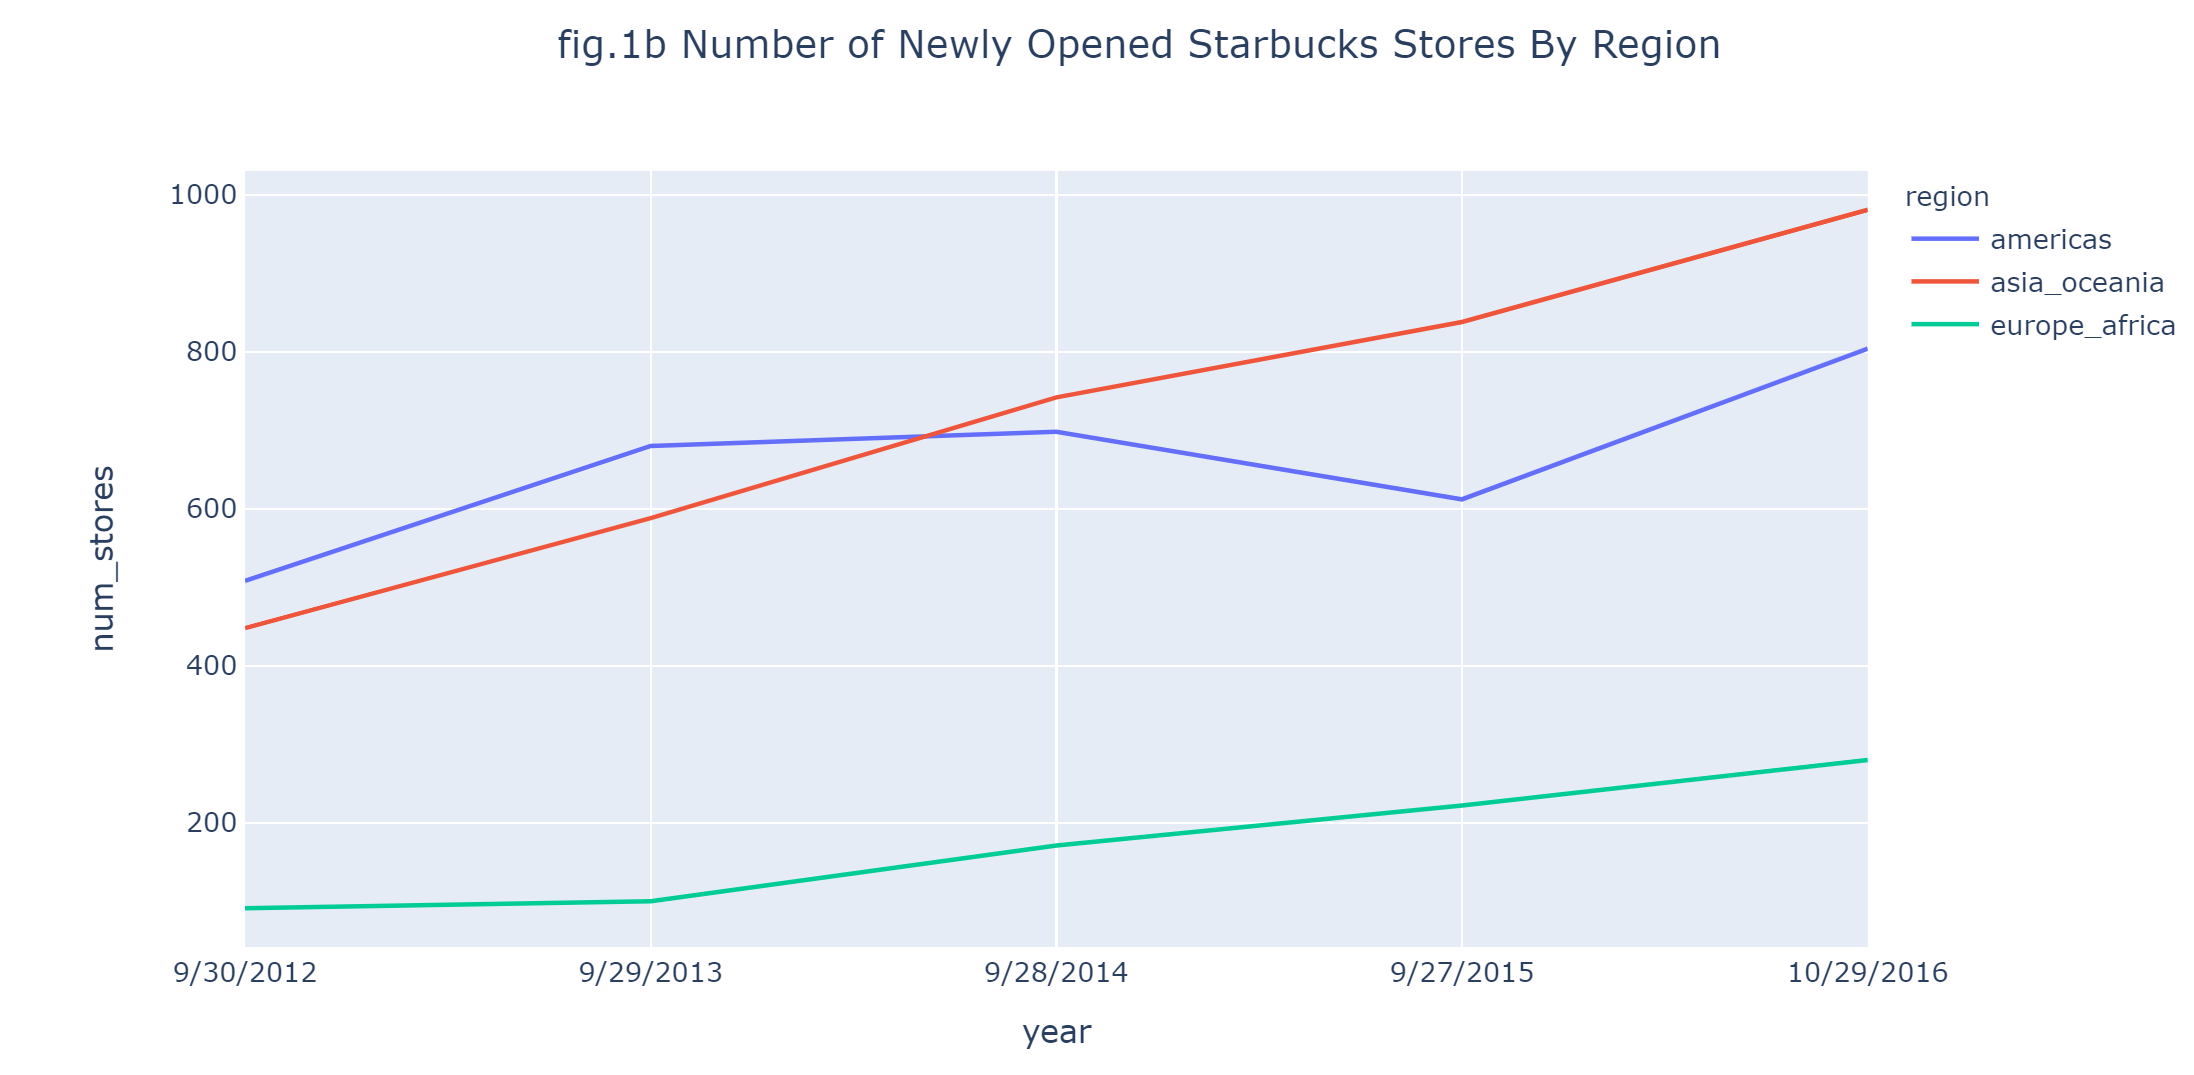 fig.1b Number of Newly Opened Starbucks Stores By Region
1000
800
600
400
200
num_stores
9/30/2012
9/29/2013
9/28/2014
9/27/2015
10/29/2016
year
region
americas
asia_oceania
europe_africa